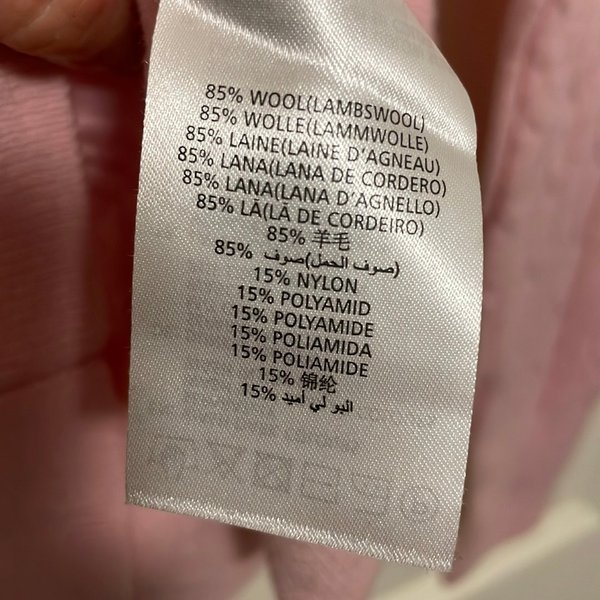 85% WOOL(LAMBSWOOL)
85% WOLLE(LAMMWOLLE)
85% LAINE(LAINE D'AGNEAU)
85% LANA(LANA DE CORDERO)
85% LANA(LANA D'AGNELLO)
85% LÃ(LÃ DE CORDEIRO)
85% 羊毛
85% صوف(صوف الحمل)
15% NYLON
15% POLYAMID
15% POLYAMIDE
15% POLIAMIDA
15% POLIAMIDE
15% 锦纶
15% البو لي أميد